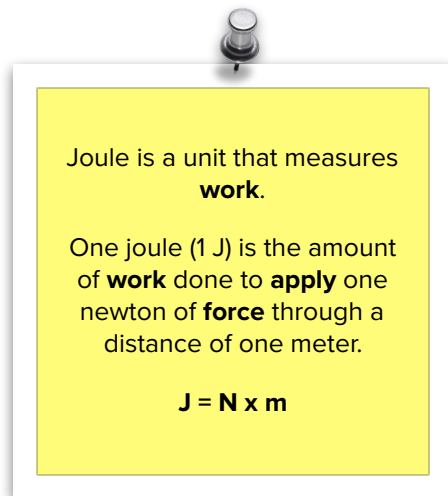 Joule is a unit that measures
work.
One joule (1 J) is the amount
of work done to apply one
newton of force through a
distance of one meter.
J = N x m